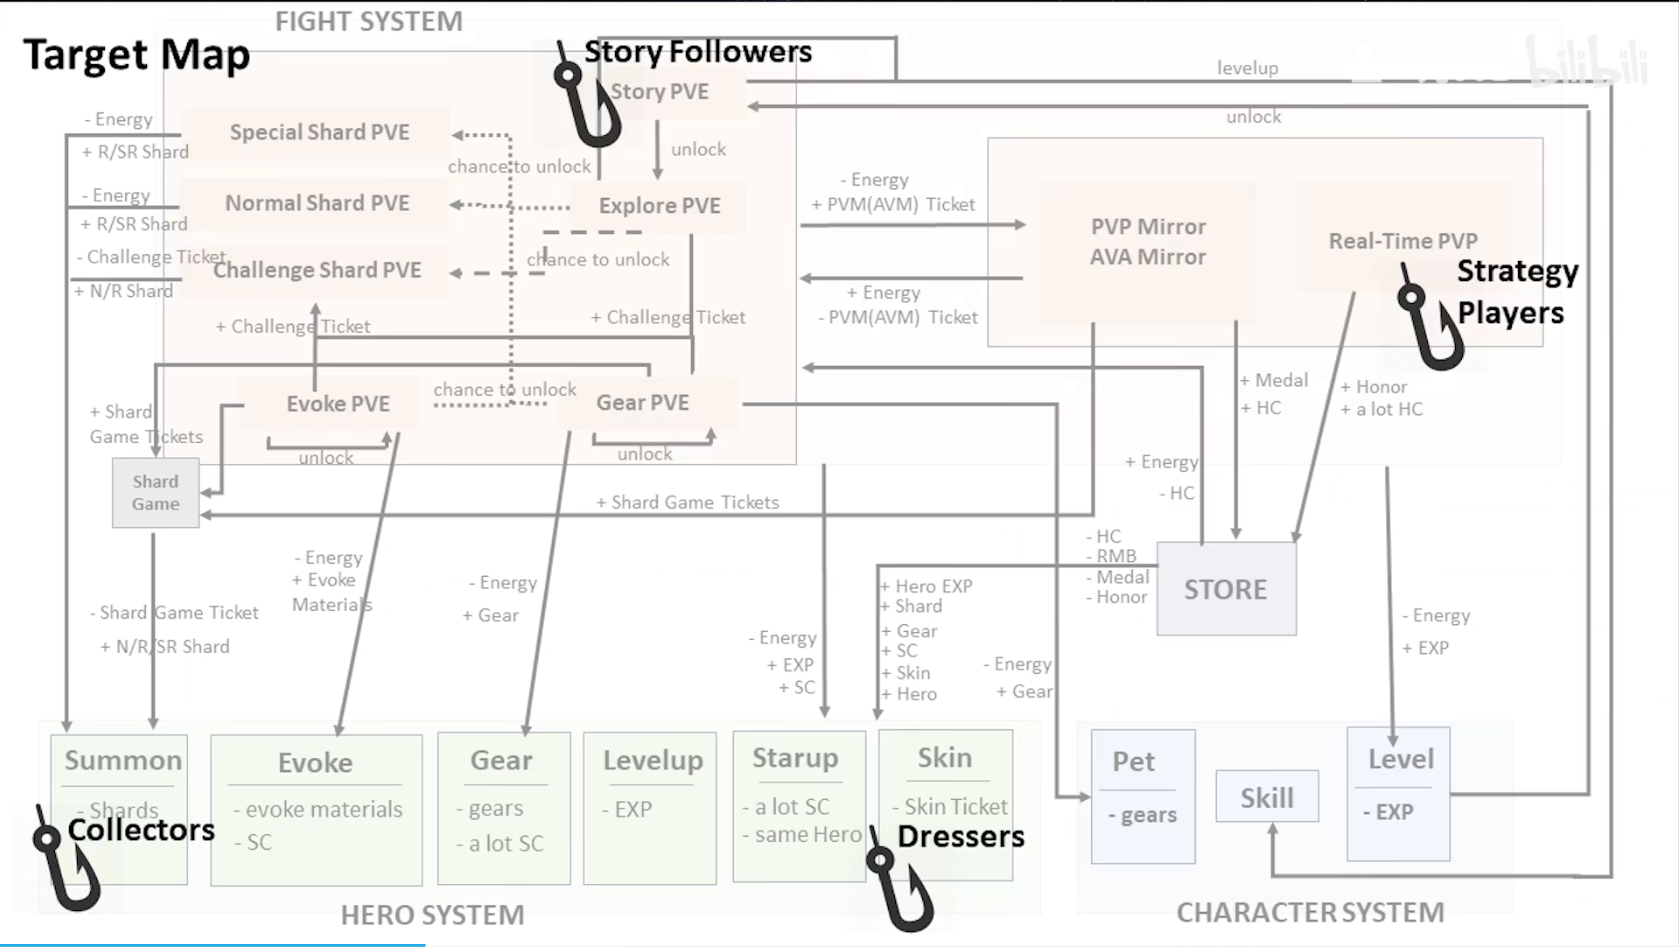 FIGHT SYSTEM
Target Map
Story Followers
Story PVE
levelup
bilibili
unlock
- Energy
+ R/SR Shard
Special Shard PVE
chance to unlock
unlock
- Energy
+ R/SR Shard
Normal Shard PVE
Explore PVE
- Energy
+ PVM(AVM) Ticket
PVP Mirror
AVA Mirror
Real-Time PVP
Strategy
Players
- Challenge Ticket
+ N/R Shard
Challenge Shard PVE
chance to unlock
+ Energy
- PVM(AVM) Ticket
+ Challenge Ticket
+ Challenge Ticket
chance to unlock
Evoke PVE
Gear PVE
unlock
unlock
+ Shard
Game Tickets
Shard
Game
+ Medal
+ HC
+ Honor
+ a lot HC
+ Energy
- HC
+ Shard Game Tickets
- HC
- RMB
- Medal
- Honor
STORE
- Energy
+ Evoke
Materials
- Energy
+ Gear
+ Hero EXP
+ Shard
+ Gear
+ SC
+ Skin
+ Hero
- Shard Game Ticket
+ N/R/SR Shard
- Energy
+ EXP
+ SC
- Energy
+ Gear
- Energy
+ EXP
Summon
- Shards
Collectors
Evoke
- evoke materials
- SC
Gear
- gears
- a lot SC
Levelup
- EXP
Starup
- a lot SC
- same Hero
Skin
- Skin Ticket
Dressers
Pet
- gears
Skill
Level
- EXP
HERO SYSTEM
CHARACTER SYSTEM